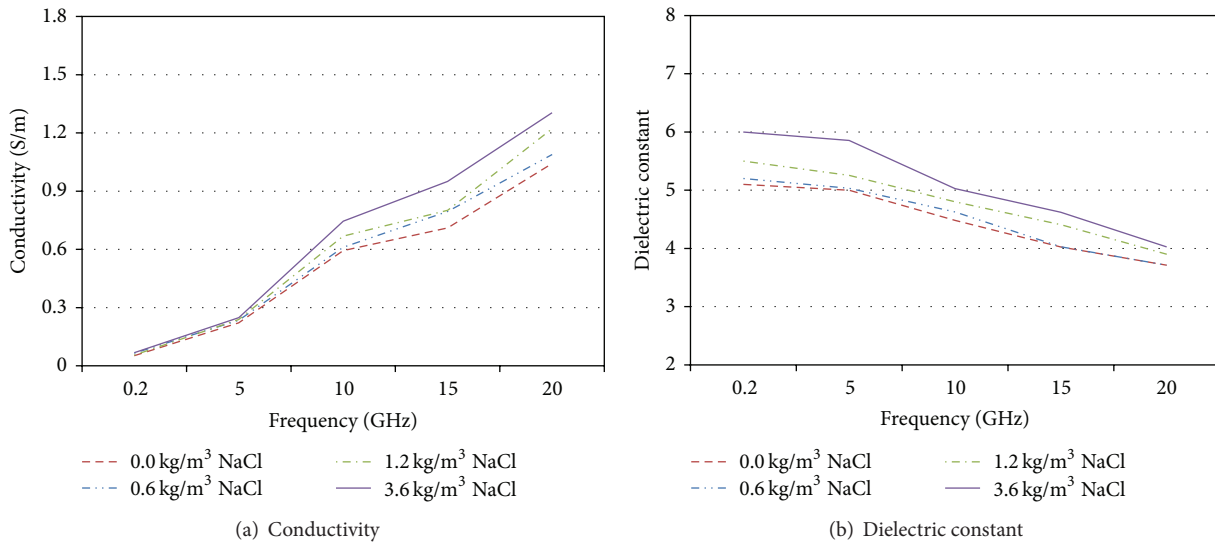 1.8
1.5
1.2
0.9
0.6
0.3
0
Conductivity (S/m)
0.2 5 10 15 20
Frequency (GHz)
0.0 kg/m³ NaCl
0.6 kg/m³ NaCl
1.2 kg/m³ NaCl
3.6 kg/m³ NaCl
(a) Conductivity
8
7
6
5
4
3
2
Dielectric constant
0.2 5 10 15 20
Frequency (GHz)
0.0 kg/m³ NaCl
0.6 kg/m³ NaCl
1.2 kg/m³ NaCl
3.6 kg/m³ NaCl
(b) Dielectric constant